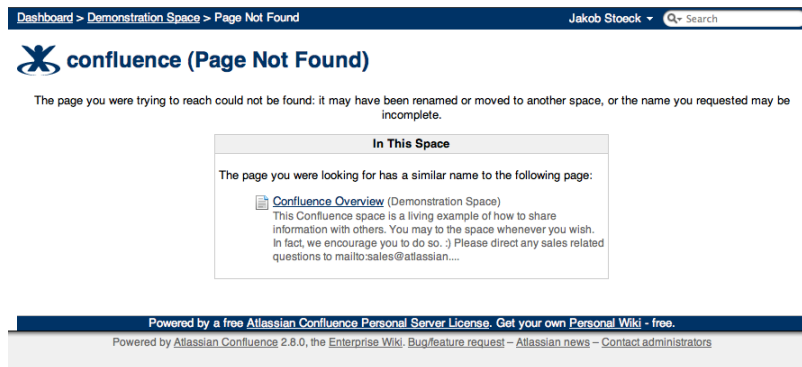 Dashboard > Demonstration Space > Page Not Found Jakob Stoeck Search
confluence (Page Not Found)
The page you were trying to reach could not be found: it may have been renamed or moved to another space, or the name you requested may be
incomplete.
In This Space
The page you were looking for has a similar name to the following page:
Confluence Overview (Demonstration Space)
This Confluence space is a living example of how to share
information with others. You may to the space whenever you wish.
In fact, we encourage you to do so. :) Please direct any sales related
questions to mailto:sales@atlassian....
Powered by a free Atlassian Confluence Personal Server License. Get your own Personal Wiki - free.
Powered by Atlassian Confluence 2.8.0, the Enterprise Wiki. Bug/feature request – Atlassian news – Contact administrators